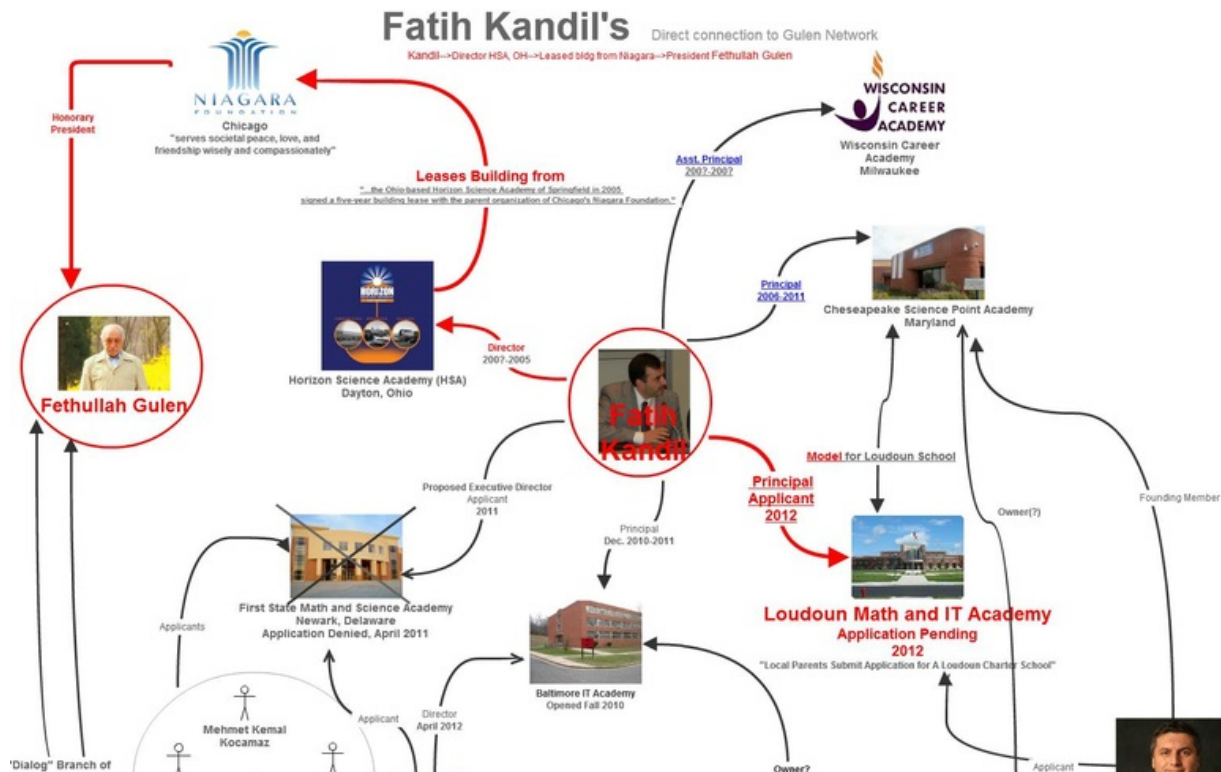 Fatih Kandil's
Direct connection to Gulen Network
Kandil-->Director HSA, OH-->Leased bldg from Niagara-->President Fethullah Gulen
NIAGARA
FOUNDATION
Chicago
"serves societal peace, love, and
friendship wisely and compassionately"
Honorary
President
WISCONSIN
CAREER
ACADEMY
Wisconsin Career
Academy
Milwaukee
Asst. Principal
200?-200?
Leases Building from
"...the Ohio-based Horizon Science Academy of Springfield in 2005
signed a five-year building lease with the parent organization of Chicago's Niagara Foundation."
HORIZON
Horizon Science Academy (HSA)
Dayton, Ohio
Director
200?-2005
Principal
2006-2011
Cheseapeake Science Point Academy
Maryland
Fethullah Gulen
Fatih
Kandil
Model for Loudoun School
Proposed Executive Director
Applicant
2011
Principal
Applicant
2012
Founding Member
Owner(?)
Principal
Dec. 2010-2011
First State Math and Science Academy
Newark, Delaware
Application Denied, April 2011
Loudoun Math and IT Academy
Application Pending
2012
"Local Parents Submit Application for A Loudoun Charter School"
Applicants
Baltimore IT Academy
Opened Fall 2010
Mehmet Kemal
Kocamaz
Applicant
Director
April 2012
"Dialog" Branch of
Owner?
Applicant